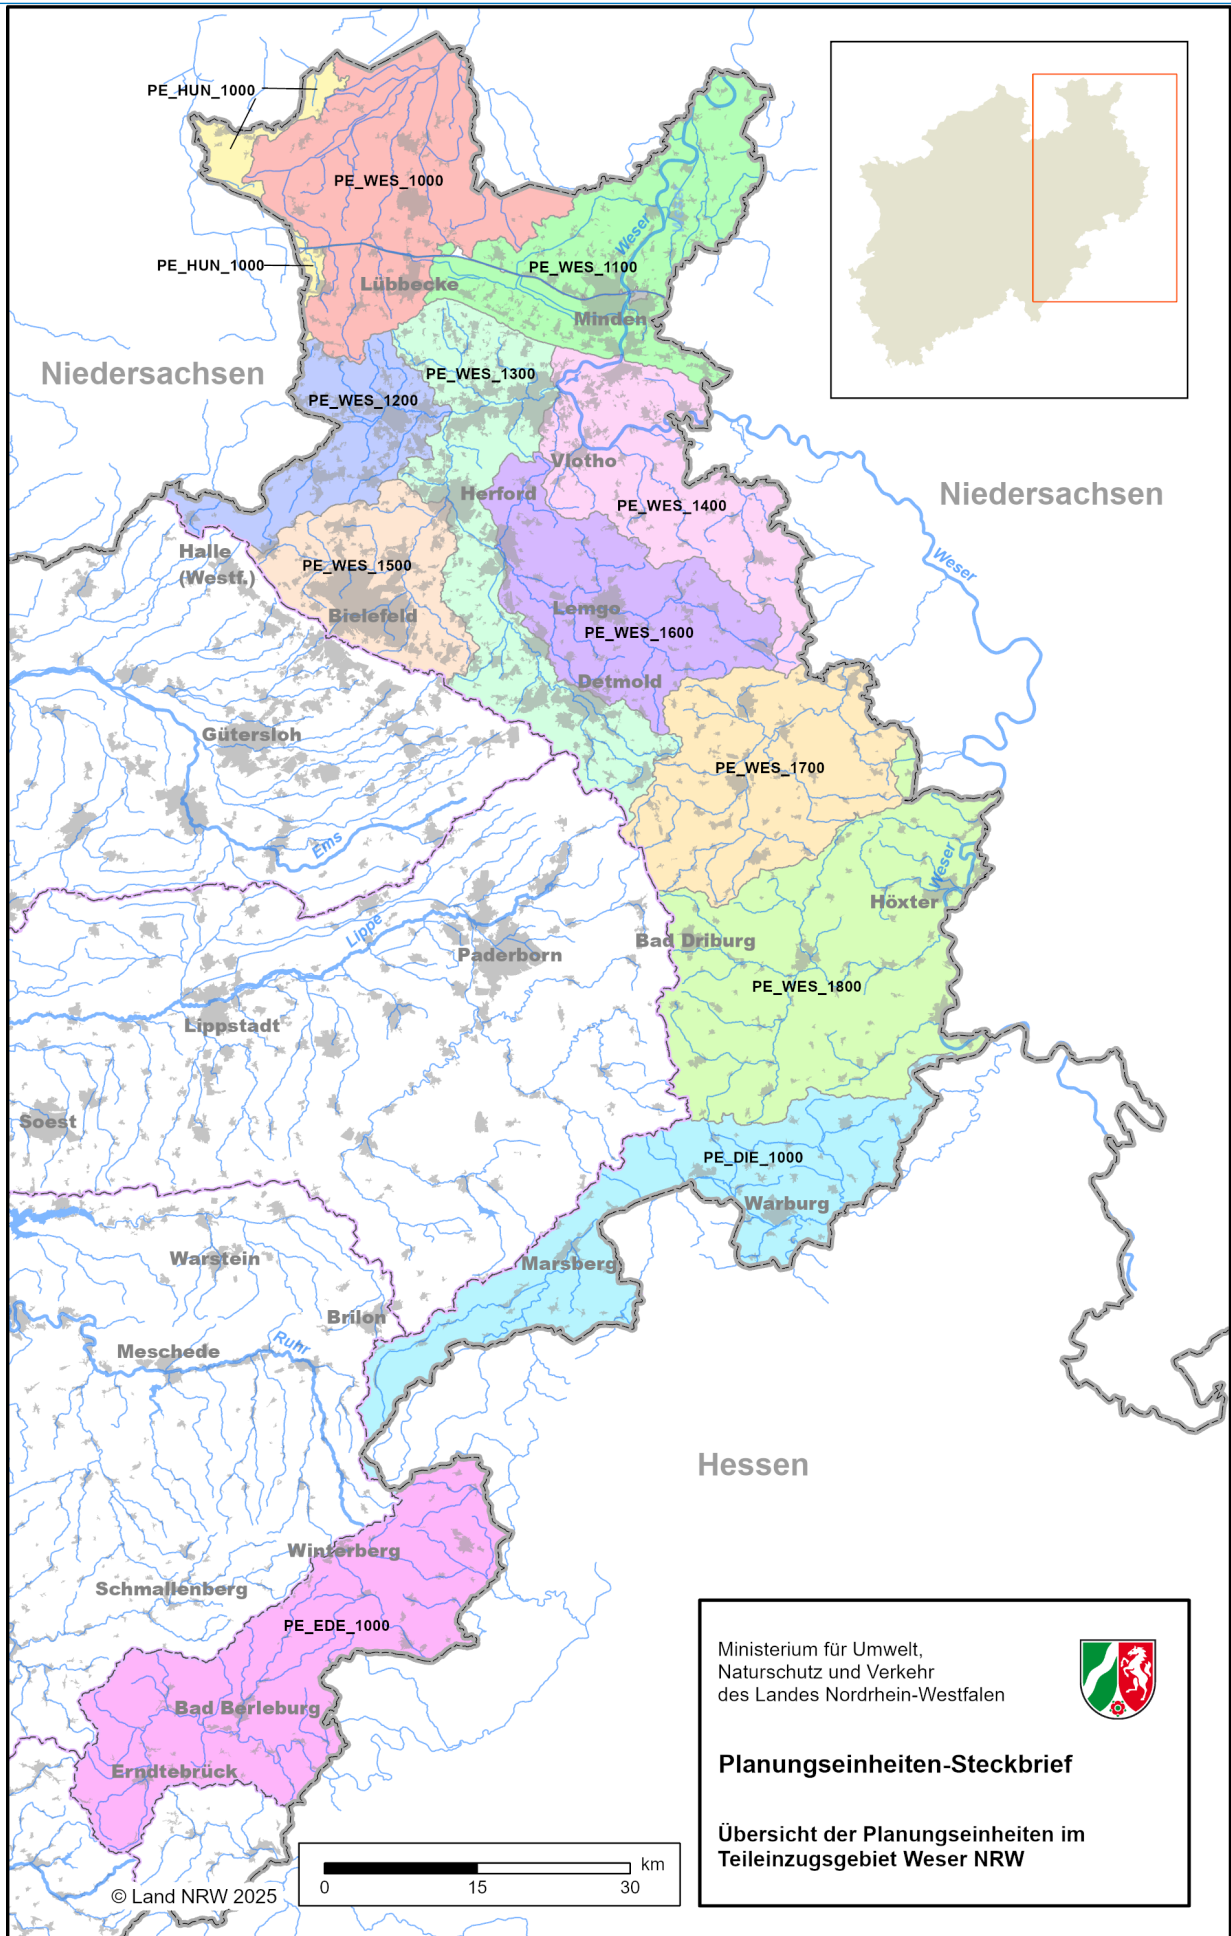 PE_HUN_1000
PE_WES_1000
Weser
PE_HUN_1000
PE_WES_1100
Lübbecke
Minden
Niedersachsen
PE_WES_1300
PE_WES_1200
Vlotho
Herford
Niedersachsen
PE_WES_1400
Halle
(Westf.)
PE_WES_1500
Weser
Bielefeld
Lemgo
PE_WES_1600
Detmold
Gütersloh
PE_WES_1700
Ems
Weser
Höxter
Lippe
Bad Driburg
Paderborn
PE_WES_1800
Lippstadt
Soest
PE_DIE_1000
Warburg
Warstein
Marsberg
Brilon
Ruhr
Meschede
Hessen
Winterberg
Schmallenberg
PE_EDE_1000
Bad Berleburg
Erndtebrück
Ministerium für Umwelt,
Naturschutz und Verkehr
des Landes Nordrhein-Westfalen
Planungseinheiten-Steckbrief
Übersicht der Planungseinheiten im
Teileinzugsgebiet Weser NRW
km
0 15 30
© Land NRW 2025